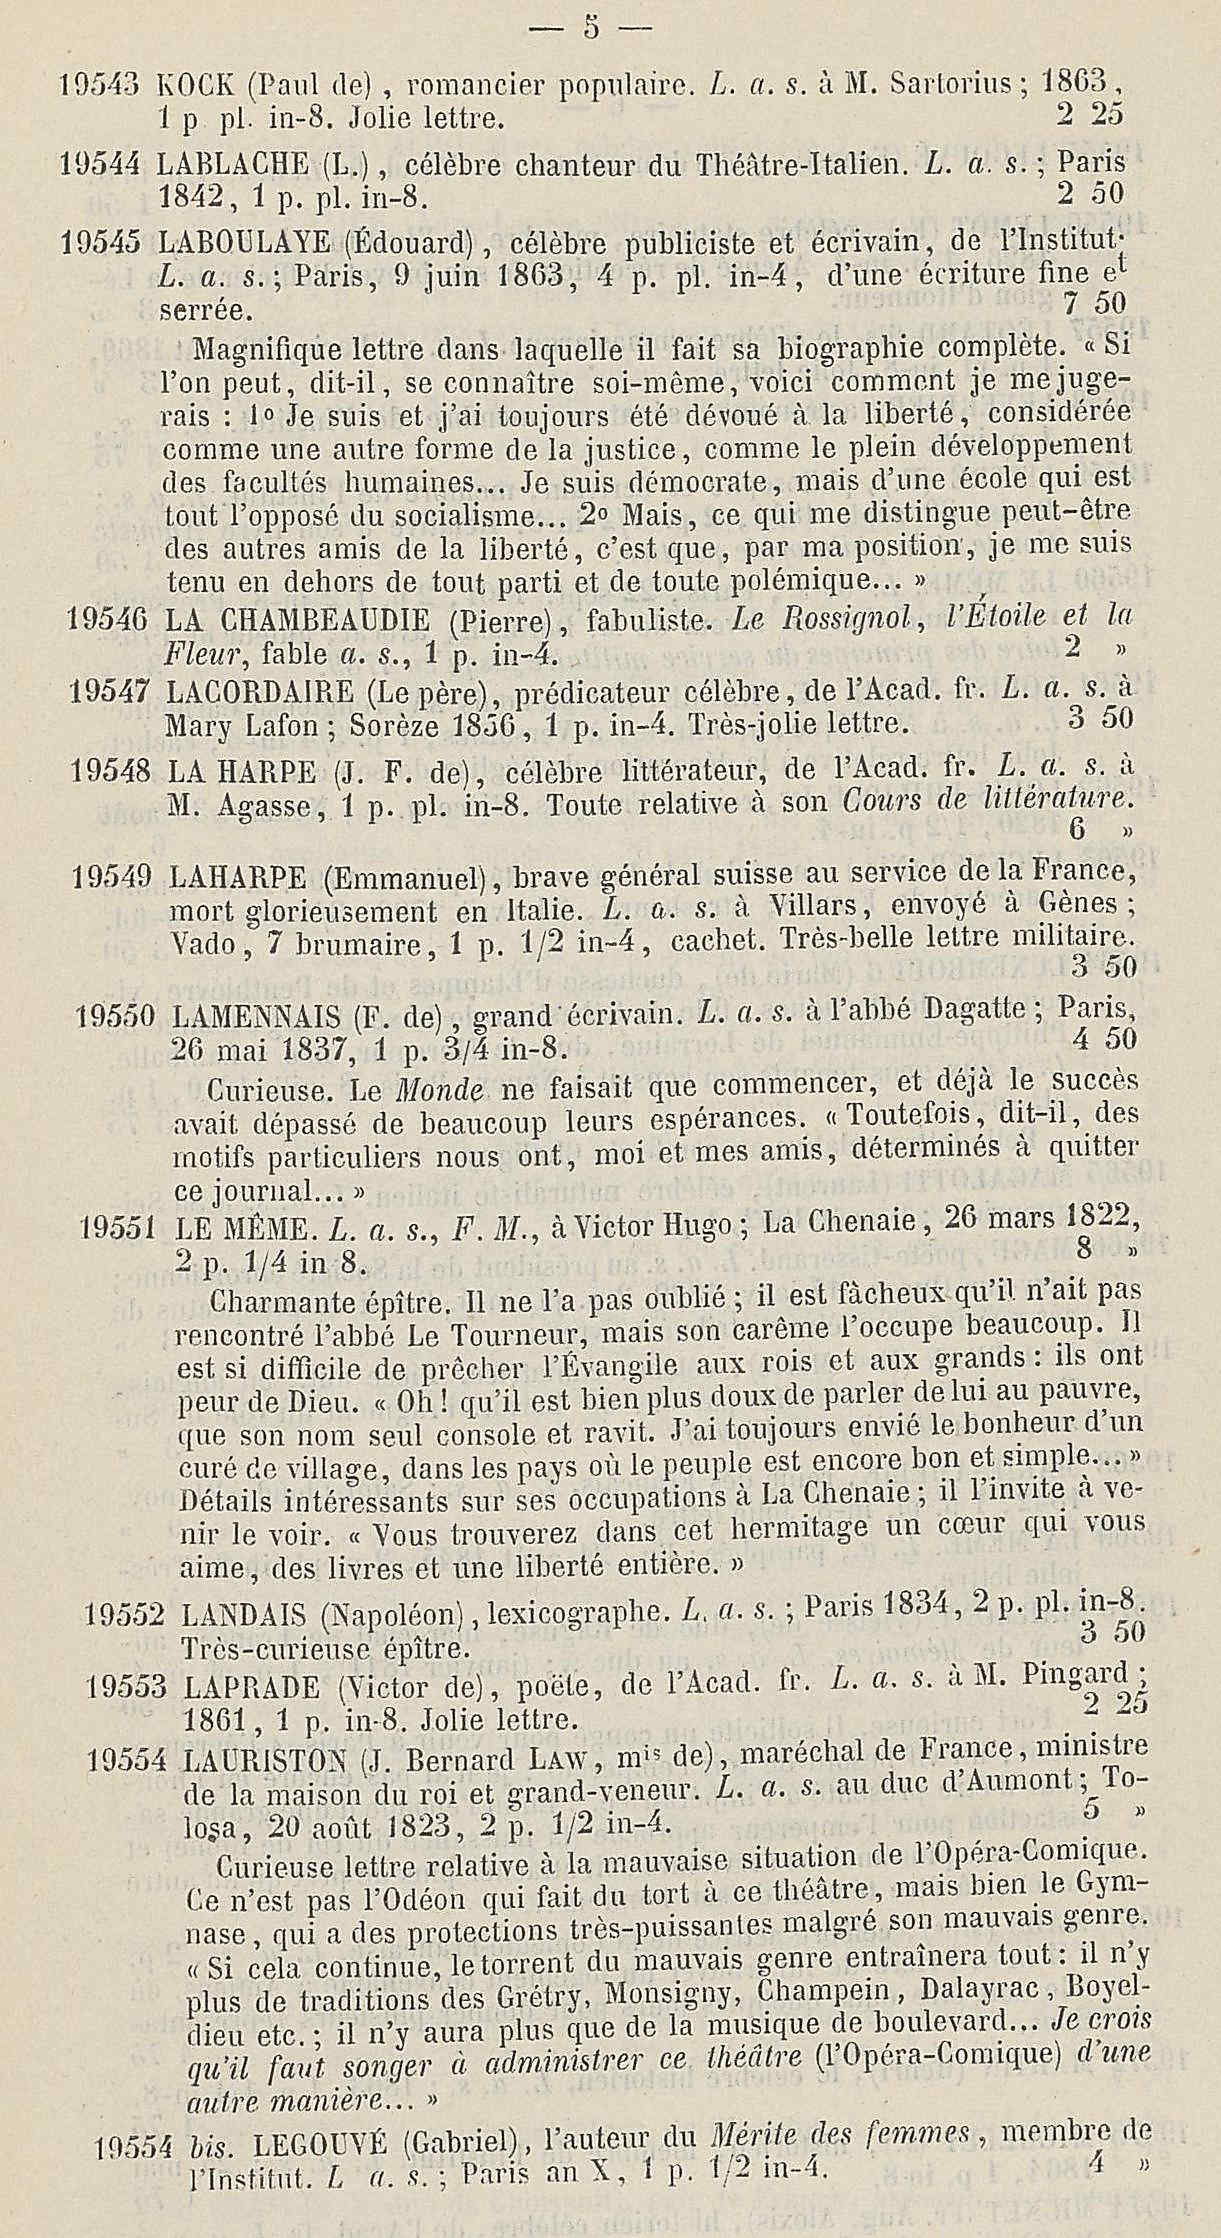 — 5 —
19543 KOCK (Paul de), romancier populaire. L. a. s. à M. Sartorius; 1863,
1 p pl. in-8. Jolie lettre. 2 25
19544 LABLACHE (L.), célèbre chanteur du Théâtre-Italien. L. a. s.; Paris
1842, 1 p. pl. in-8. 2 50
19545 LABOULAYE (Édouard), célèbre publiciste et écrivain, de l'Institut·
L. a. s.; Paris, 9 juin 1863, 4 p. pl. in-4, d'une écriture fine et
serrée. 7 50
Magnifique lettre dans laquelle il fait sa biographie complète. « Si
l'on peut, dit-il, se connaître soi-même, voici comment je me juge-
rais : 1º Je suis et j'ai toujours été dévoué à la liberté, considérée
comme une autre forme de la justice, comme le plein développement
des facultés humaines... Je suis démocrate, mais d'une école qui est
tout l'opposé du socialisme... 2º Mais, ce qui me distingue peut-être
des autres amis de la liberté, c'est que, par ma position, je me suis
tenu en dehors de tout parti et de toute polémique... »
19546 LA CHAMBEAUDIE (Pierre), fabuliste. Le Rossignol, l'Étoile et la
Fleur, fable a. s., 1 p. in-4. 2 »
19547 LACORDAIRE (Le père), prédicateur célèbre, de l'Acad. fr. L. a. s. à
Mary Lafon; Sorèze 1856, 1 p. in-4. Très-jolie lettre. 3 50
19548 LA HARPE (J. F. de), célèbre littérateur, de l'Acad. fr. L. a. s. à
M. Agasse, 1 p. pl. in-8. Toute relative à son Cours de littérature.
6 »
19549 LAHARPE (Emmanuel), brave général suisse au service de la France,
mort glorieusement en Italie. L. a. s. à Villars, envoyé à Gènes;
Vado, 7 brumaire, 1 p. 1/2 in-4, cachet. Très-belle lettre militaire.
3 50
19550 LAMENNAIS (F. de), grand écrivain. L. a. s. à l'abbé Dagatte; Paris,
26 mai 1837, 1 p. 3/4 in-8. 4 50
Curieuse. Le Monde ne faisait que commencer, et déjà le succès
avait dépassé de beaucoup leurs espérances. « Toutefois, dit-il, des
motifs particuliers nous ont, moi et mes amis, déterminés à quitter
ce journal... »
19551 LE MÊME. L. a. s., F. M., à Victor Hugo; La Chenaie, 26 mars 1822,
2 p. 1/4 in 8. 8 »
Charmante épître. Il ne l'a pas oublié; il est fàcheux qu'il n'ait pas
rencontré l'abbé Le Tourneur, mais son carême l'occupe beaucoup. Il
est si difficile de prêcher l'Évangile aux rois et aux grands: ils ont
peur de Dieu. « Oh! qu'il est bien plus doux de parler de lui au pauvre,
que son nom seul console et ravit. J'ai toujours envié le bonheur d'un
curé de village, dans les pays où le peuple est encore bon et simple... »
Détails intéressants sur ses occupations à La Chenaie; il l'invite à ve-
nir le voir. « Vous trouverez dans cet hermitage un cœur qui vous
aime, des livres et une liberté entière. »
19552 LANDAIS (Napoléon), lexicographe. L. a. s.; Paris 1834, 2 p. pl. in-8.
Très-curieuse épître. 3 50
19553 LAPRADE (Victor de), poëte, de l'Acad. fr. L. a. s. à M. Pingard;
1861, 1 p. in-8. Jolie lettre. 2 25
19554 LAURISTON (J. Bernard LAW, mis de), maréchal de France, ministre
de la maison du roi et grand-veneur. L. a. s. au duc d'Aumont; To-
losa, 20 août 1823, 2 p. 1/2 in-4. 5 »
Curieuse lettre relative à la mauvaise situation de l'Opéra-Comique.
Ce n'est pas l'Odéon qui fait du tort à ce théâtre, mais bien le Gym-
nase, qui a des protections très-puissantes malgré son mauvais genre.
« Si cela continue, le torrent du mauvais genre entraînera tout: il n'y
plus de traditions des Grétry, Monsigny, Champein, Dalayrac, Boyel-
dieu etc.; il n'y aura plus que de la musique de boulevard... Je crois
qu'il faut songer à administrer ce théâtre (l'Opéra-Comique) d'une
autre manière... »
19554 bis. LEGOUVÉ (Gabriel), l'auteur du Mérite des femmes, membre de
l'Institut. L a. s.; Paris an X, 1 p. 1/2 in-4. 4 »